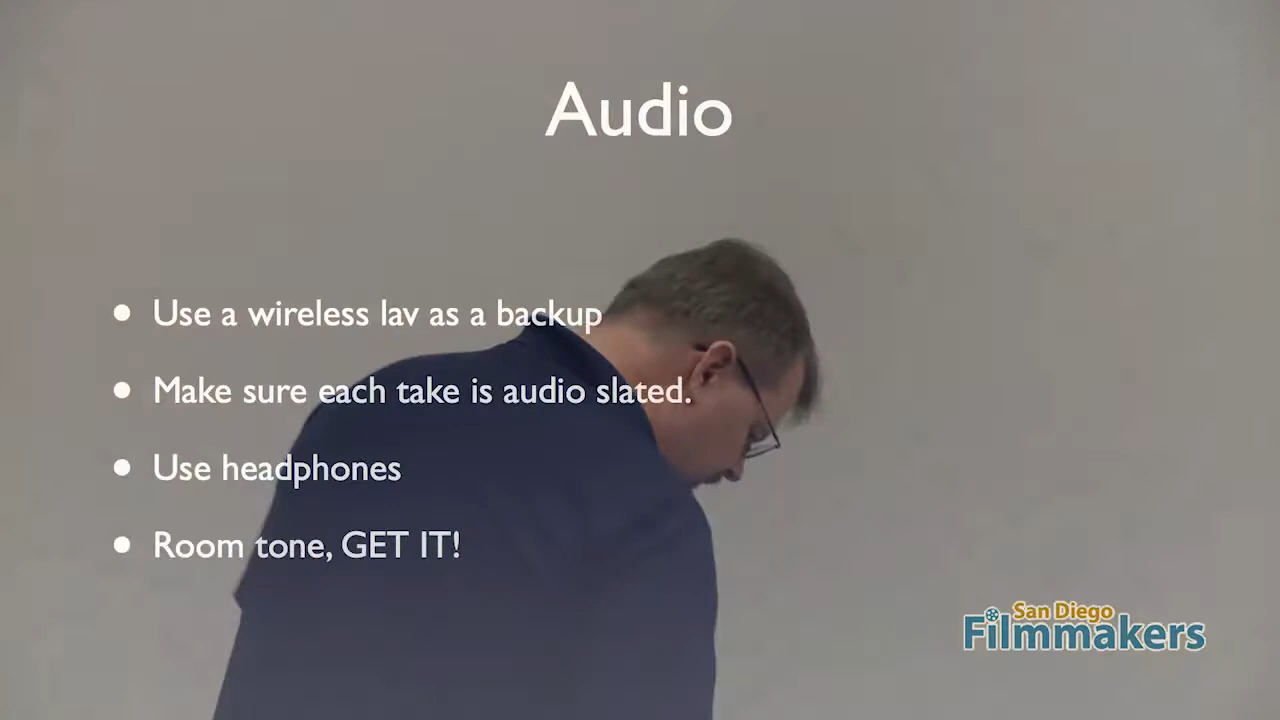 Audio
• Use a wireless lav as a backup
• Make sure each take is audio slated.
• Use headphones
• Room tone, GET IT!
San Diego
Filmmakers